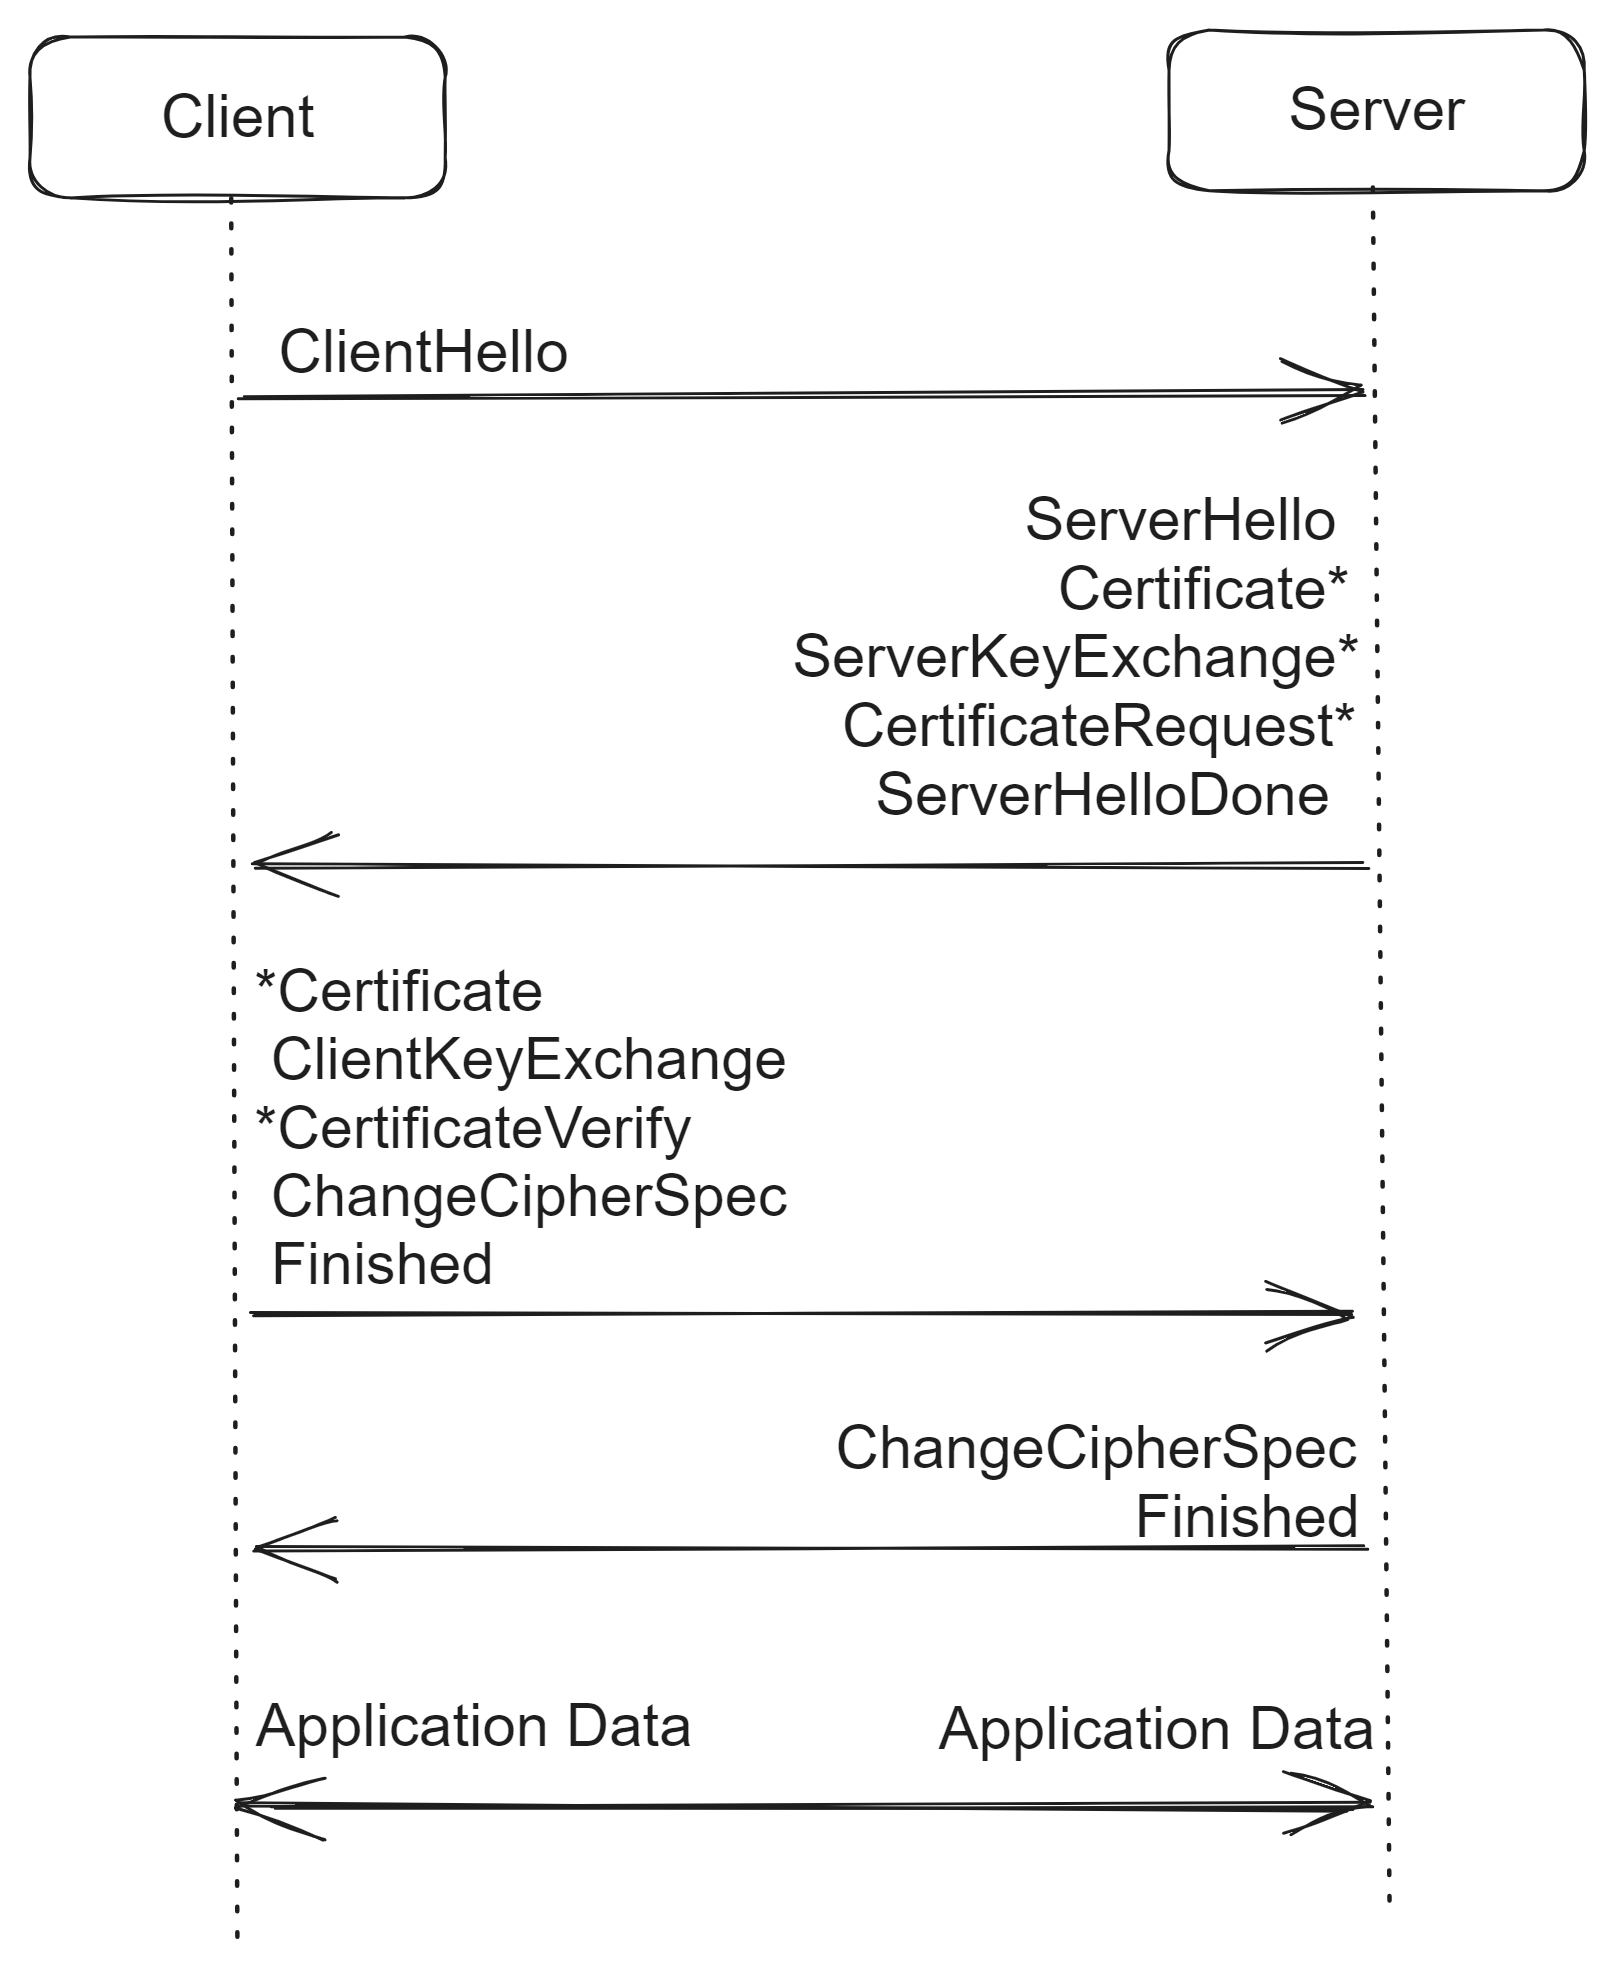 Client
Server
ClientHello
ServerHello
Certificate*
ServerKeyExchange*
CertificateRequest*
ServerHelloDone
*Certificate
ClientKeyExchange
*CertificateVerify
ChangeCipherSpec
Finished
ChangeCipherSpec
Finished
Application Data
Application Data